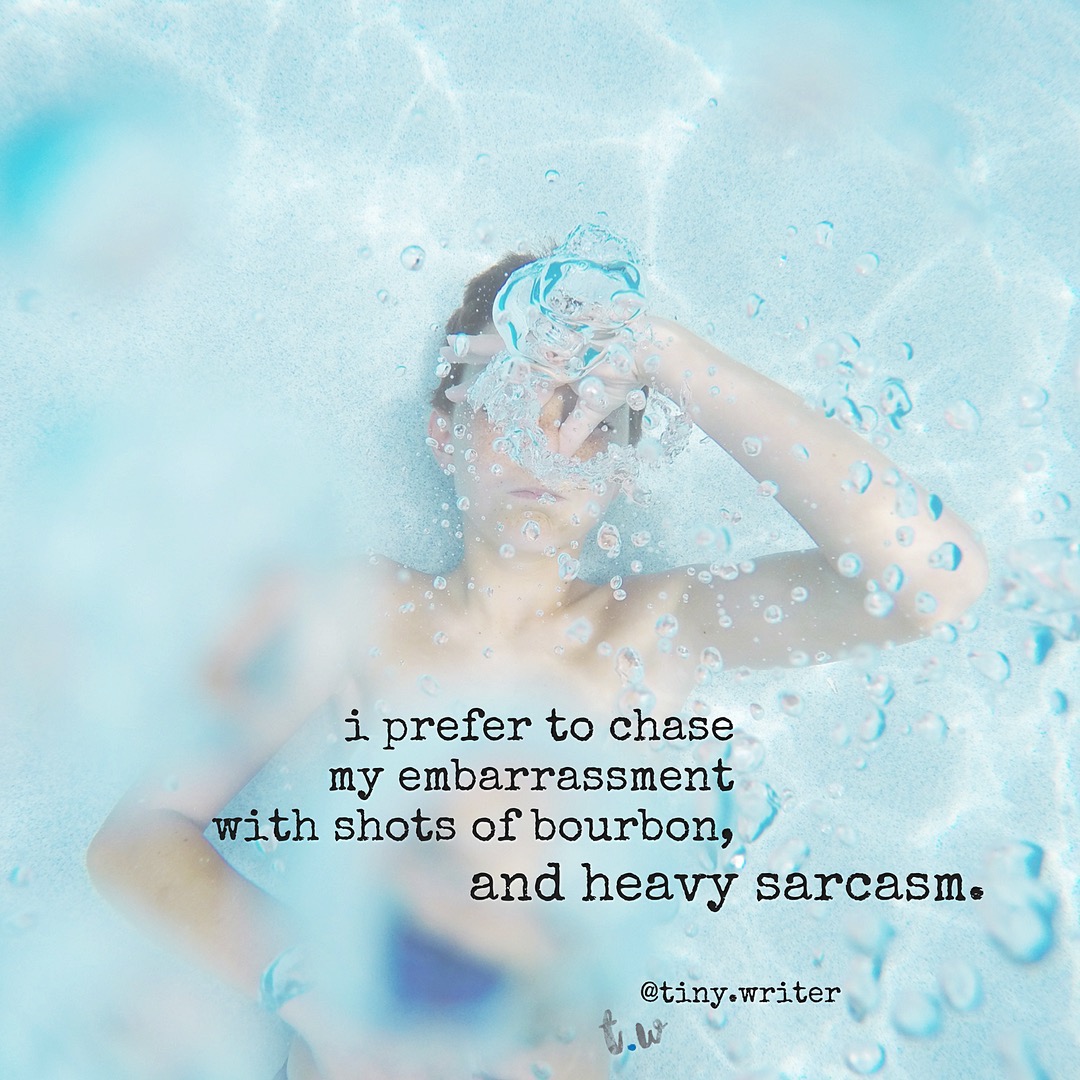 i prefer to chase
my embarrassment
with shots of bourbon,
and heavy sarcasm.
@tiny.writer
t.w